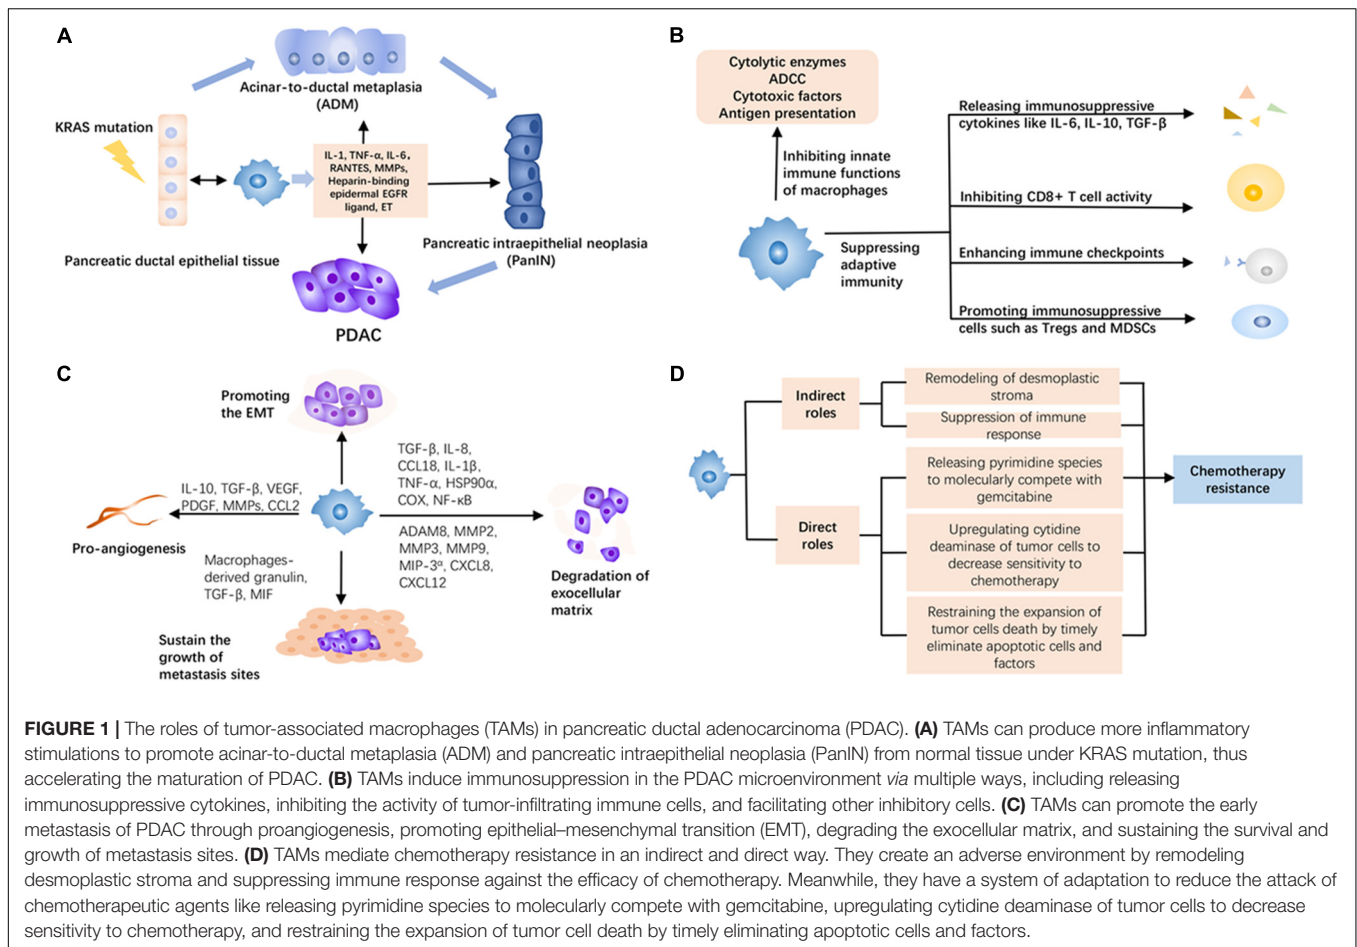 A
Acinar-to-ductal metaplasia
(ADM)
KRAS mutation
IL-1, TNF-α, IL-6,
RANTES, MMPs,
Heparin-binding
epidermal EGFR
ligand, ET
Pancreatic ductal epithelial tissue
Pancreatic intraepithelial neoplasia
(PanIN)
PDAC
B
Cytolytic enzymes
ADCC
Cytotoxic factors
Antigen presentation
Inhibiting innate
immune functions
of macrophages
Suppressing
adaptive
immunity
Releasing immunosuppressive
cytokines like IL-6, IL-10, TGF-β
Inhibiting CD8+ T cell activity
Enhancing immune checkpoints
Promoting immunosuppressive
cells such as Tregs and MDSCs
C
Promoting
the EMT
TGF-β, IL-8,
CCL18, IL-1β,
TNF-α, HSP90α,
COX, NF-κB
IL-10, TGF-β, VEGF,
PDGF, MMPs, CCL2
Pro-angiogenesis
ADAM8, MMP2,
MMP3, MMP9,
MIP-3α, CXCL8,
CXCL12
Macrophages-
derived granulin,
TGF-β, MIF
Degradation of
exocellular
matrix
Sustain the
growth of
metastasis sites
D
Indirect
roles
Remodeling of desmoplastic
stroma
Suppression of immune
response
Direct
roles
Releasing pyrimidine species
to molecularly compete with
gemcitabine
Upregulating cytidine
deaminase of tumor cells to
decrease sensitivity to
chemotherapy
Restraining the expansion of
tumor cells death by timely
eliminate apoptotic cells and
factors
Chemotherapy
resistance
FIGURE 1 | The roles of tumor-associated macrophages (TAMs) in pancreatic ductal adenocarcinoma (PDAC). (A) TAMs can produce more inflammatory
stimulations to promote acinar-to-ductal metaplasia (ADM) and pancreatic intraepithelial neoplasia (PanIN) from normal tissue under KRAS mutation, thus
accelerating the maturation of PDAC. (B) TAMs induce immunosuppression in the PDAC microenvironment via multiple ways, including releasing
immunosuppressive cytokines, inhibiting the activity of tumor-infiltrating immune cells, and facilitating other inhibitory cells. (C) TAMs can promote the early
metastasis of PDAC through proangiogenesis, promoting epithelial–mesenchymal transition (EMT), degrading the exocellular matrix, and sustaining the survival and
growth of metastasis sites. (D) TAMs mediate chemotherapy resistance in an indirect and direct way. They create an adverse environment by remodeling
desmoplastic stroma and suppressing immune response against the efficacy of chemotherapy. Meanwhile, they have a system of adaptation to reduce the attack of
chemotherapeutic agents like releasing pyrimidine species to molecularly compete with gemcitabine, upregulating cytidine deaminase of tumor cells to decrease
sensitivity to chemotherapy, and restraining the expansion of tumor cell death by timely eliminating apoptotic cells and factors.